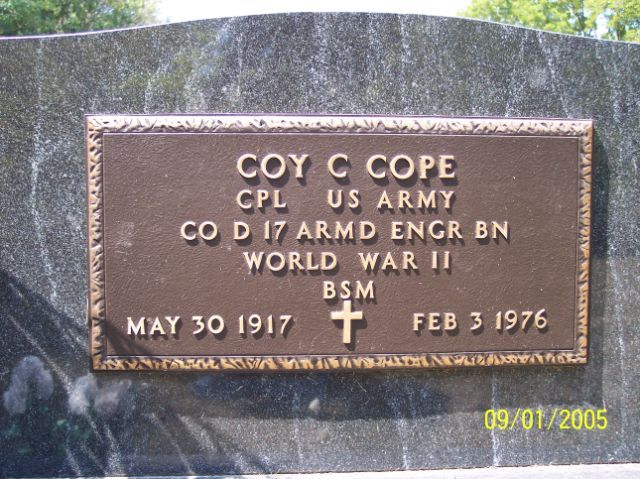 COY C COPE
CPL US ARMY
CO D 17 ARMD ENGR BN
WORLD WAR II
BSM
MAY 30 1917 FEB 3 1976
09/01/2005